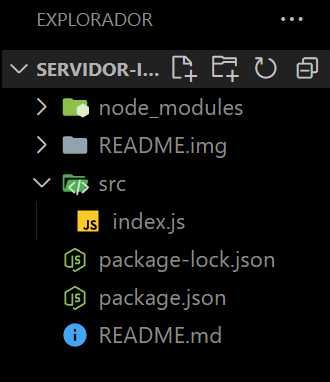 EXPLORADOR
SERVIDOR-I...
node_modules
README.img
src
JS index.js
package-lock.json
package.json
README.md